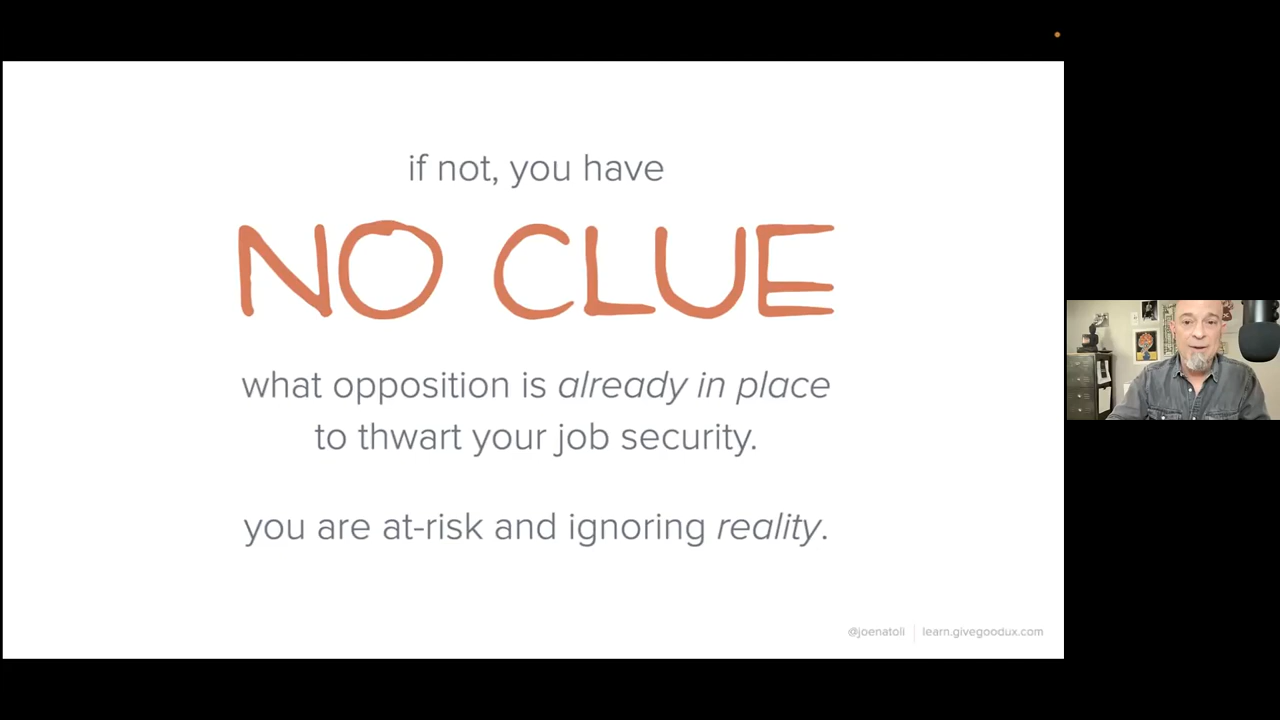 if not, you have
NO CLUE
what opposition is already in place
to thwart your job security.
you are at-risk and ignoring reality.
@joenatoli learn.givegoodux.com